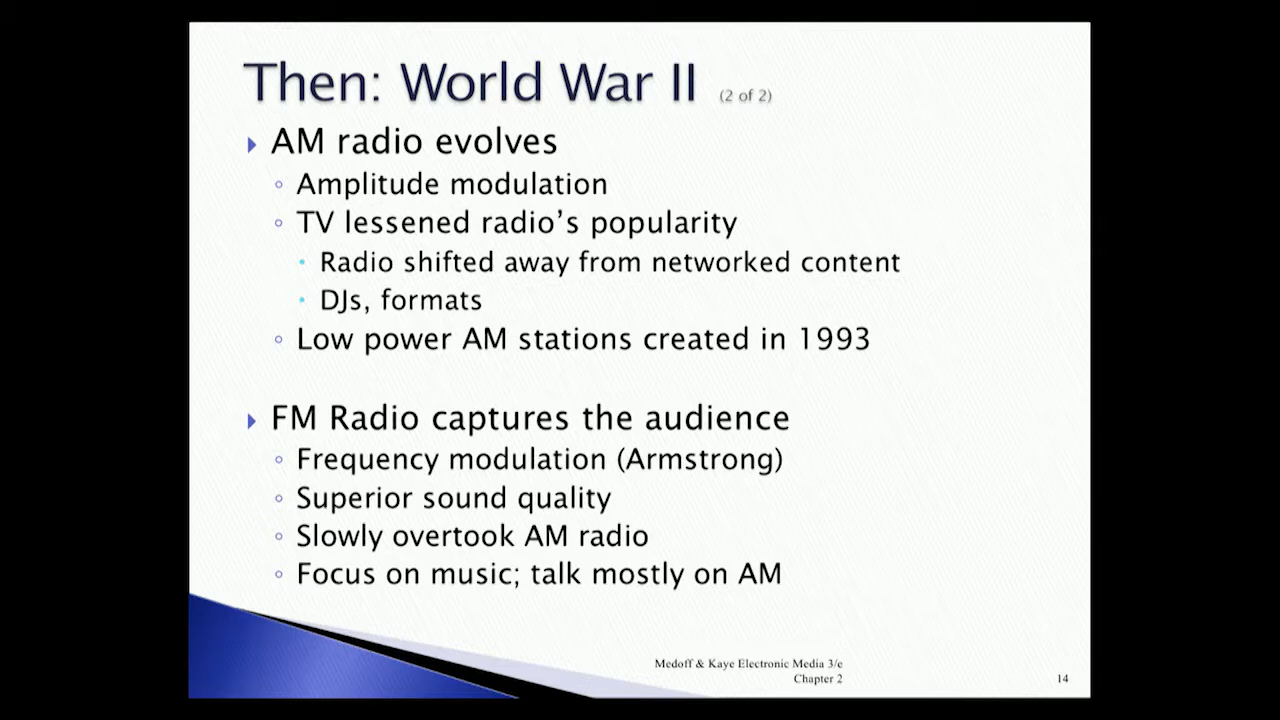 Then: World War II (2 of 2)
AM radio evolves
Amplitude modulation
TV lessened radio’s popularity
Radio shifted away from networked content
DJs, formats
Low power AM stations created in 1993
FM Radio captures the audience
Frequency modulation (Armstrong)
Superior sound quality
Slowly overtook AM radio
Focus on music; talk mostly on AM
Medoff & Kaye Electronic Media 3/e
Chapter 2
14